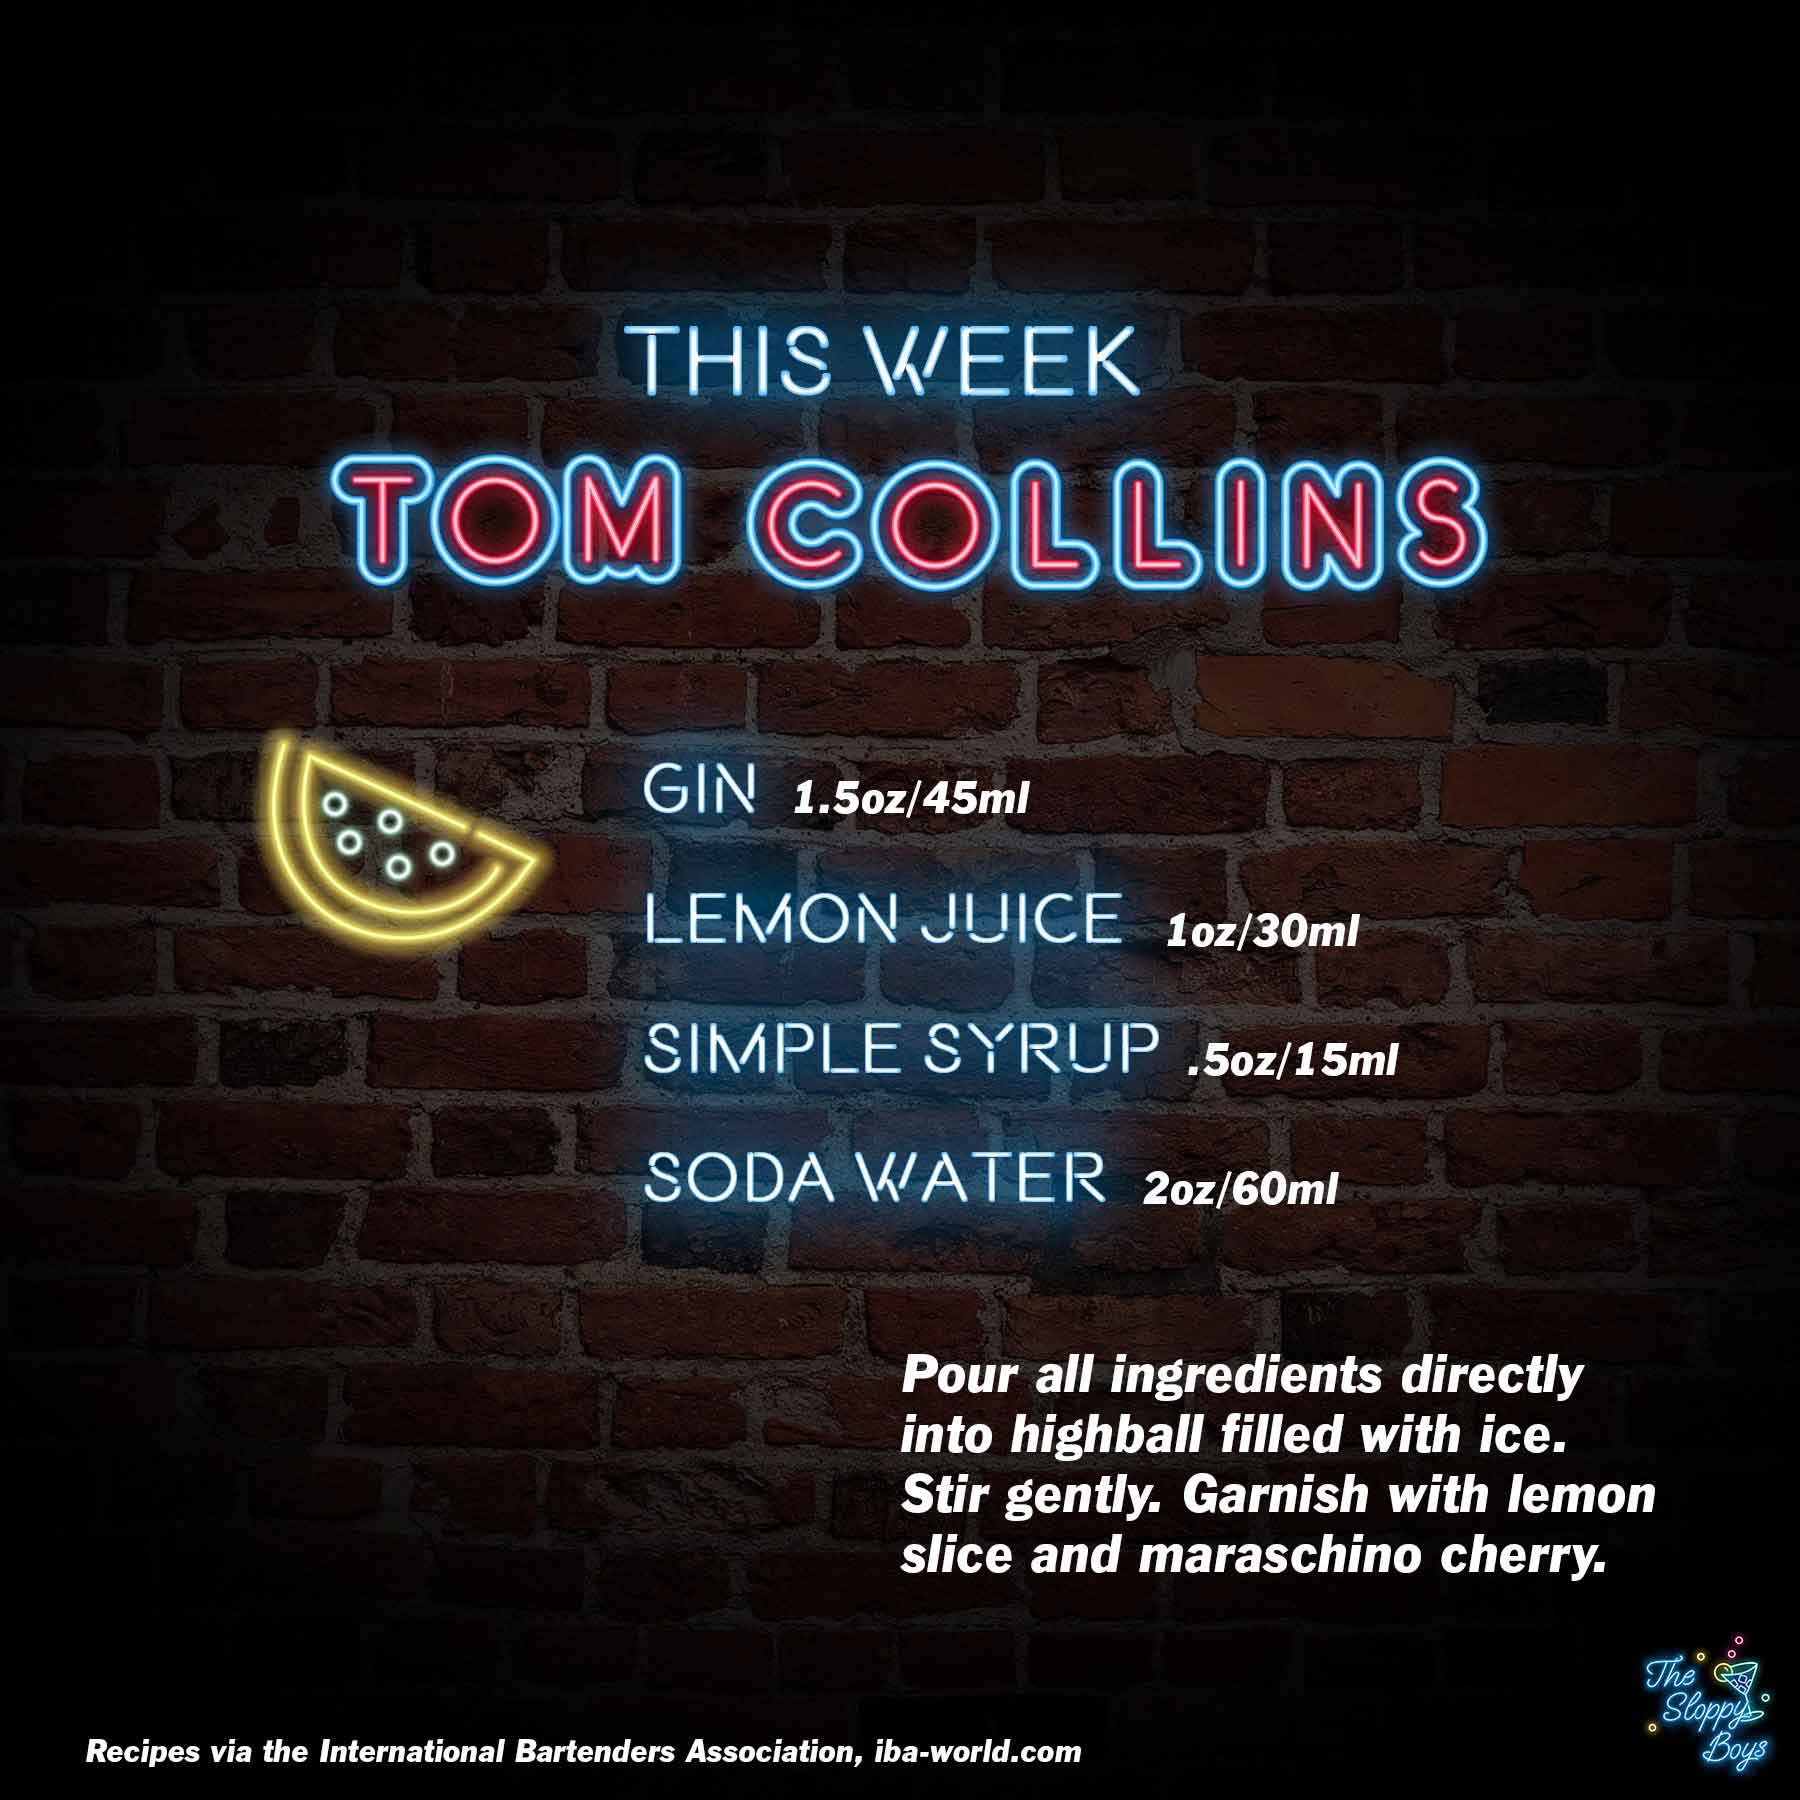 THIS WEEK
TOM COLLINS
GIN 1.5oz/45ml
LEMON JUICE 1oz/30ml
SIMPLE SYRUP .5oz/15ml
SODA WATER 2oz/60ml
Pour all ingredients directly
into highball filled with ice.
Stir gently. Garnish with lemon
slice and maraschino cherry.
The
Sloppy
Boys
Recipes via the International Bartenders Association, iba-world.com